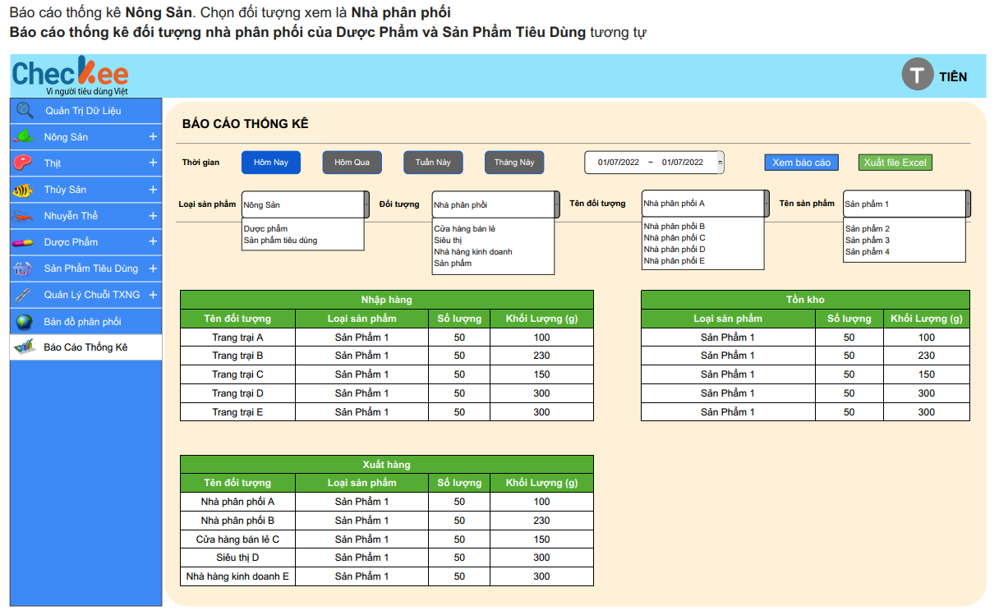 Báo cáo thống kê Nông Sản. Chọn đối tượng xem là Nhà phân phối
Báo cáo thống kê đối tượng nhà phân phối của Dược Phẩm và Sản Phẩm Tiêu Dùng tương tự
Checkee
Vì người tiêu dùng Việt
T TIÊN
Quản Trị Dữ Liệu
Nông Sản +
Thịt +
Thủy Sản +
Nhuyễn Thể +
Dược Phẩm +
Sản Phẩm Tiêu Dùng +
Quản Lý Chuỗi TXNG +
Bản đồ phân phối
Báo Cáo Thống Kê
BÁO CÁO THỐNG KÊ
Thời gian Hôm Nay Hôm Qua Tuần Này Tháng Này 01/07/2022 ~ 01/07/2022 Xem báo cáo Xuất file Excel
Loại sản phẩm Nông Sản Đối tượng Nhà phân phối Tên đối tượng Nhà phân phối A Tên sản phẩm Sản phẩm 1
Dược phẩm
Sản phẩm tiêu dùng
Cửa hàng bán lẻ
Siêu thị
Nhà hàng kinh doanh
Sản phẩm
Nhà phân phối B
Nhà phân phối C
Nhà phân phối D
Nhà phân phối E
Sản phẩm 2
Sản phẩm 3
Sản phẩm 4
Nhập hàng
Tên đối tượng Loại sản phẩm Số lượng Khối Lượng (g)
Trang trại A Sản Phẩm 1 50 100
Trang trại B Sản Phẩm 1 50 230
Trang trại C Sản Phẩm 1 50 150
Trang trại D Sản Phẩm 1 50 300
Trang trại E Sản Phẩm 1 50 300
Tồn kho
Loại sản phẩm Số lượng Khối Lượng (g)
Sản Phẩm 1 50 100
Sản Phẩm 1 50 230
Sản Phẩm 1 50 150
Sản Phẩm 1 50 300
Sản Phẩm 1 50 300
Xuất hàng
Tên đối tượng Loại sản phẩm Số lượng Khối Lượng (g)
Nhà phân phối A Sản Phẩm 1 50 100
Nhà phân phối B Sản Phẩm 1 50 230
Cửa hàng bán lẻ C Sản Phẩm 1 50 150
Siêu thị D Sản Phẩm 1 50 300
Nhà hàng kinh doanh E Sản Phẩm 1 50 300